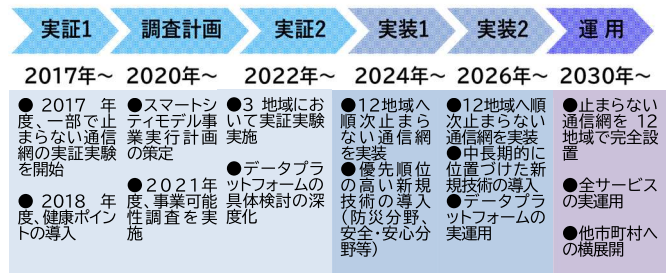 実証1
調査計画
実証2
実装1
実装2
運用
2017年～
2020年～
2022年～
2024年～
2026年～
2030年～
●2017年
度、一部で止
まらない通信
網の実証実験
を開始
●2018年
度、健康ポイン
トの導入
●スマートシ
ティモデル事
業実行計画
の策定
●2021年
度、事業可能
性調査を実
施
●3地域にお
いて実証実験
実施
●データプラ
ットフォームの
具体検討の深
度化
●12地域へ
順次止まら
ない通信網
を実装
●優先順位
の高い新規
技術の導入
（防災分野、
安全・安心分
野等）
●12地域へ順
次止まらない
通信網を実装
●中長期的に
位置づけた新
規技術の導入
●データプラ
ットフォームの
実運用
●止まらない
通信網を12
地域で完全設
置
●全サービス
の実運用
●他市町村へ
の横展開